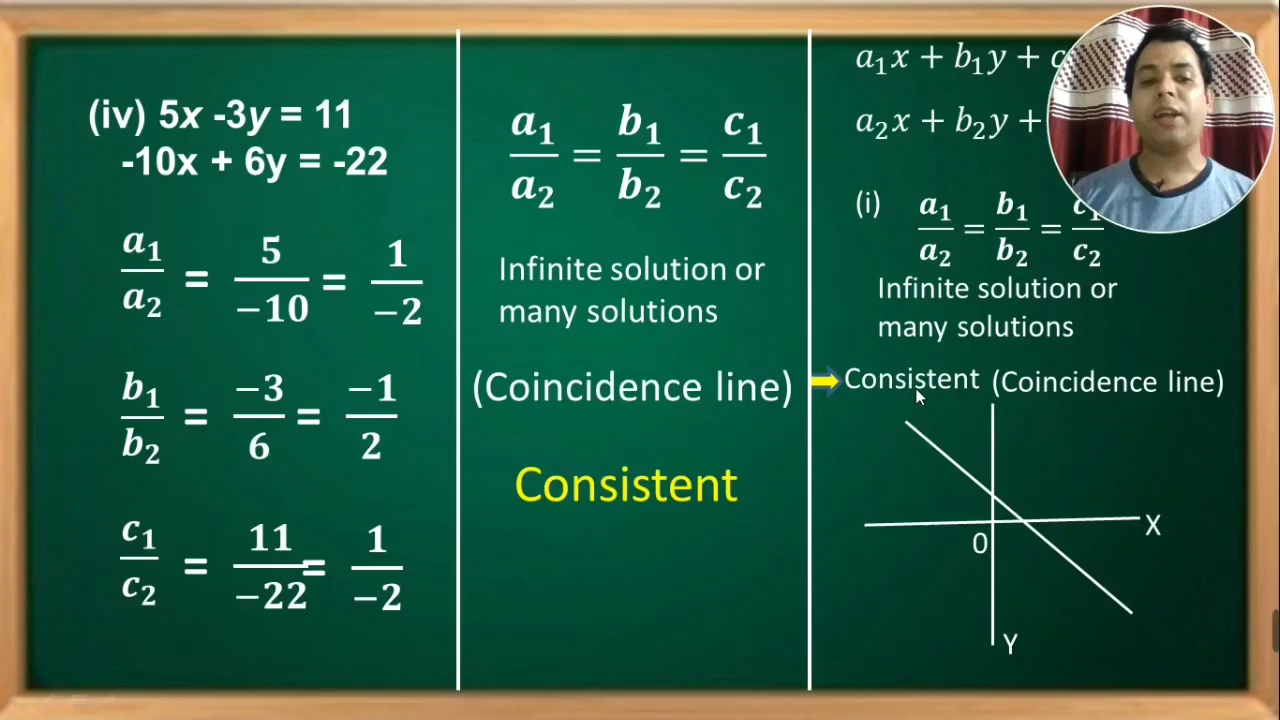 (iv) 5x -3y = 11
-10x + 6y = -22
a₁/a₂ = 5/−10 = 1/−2
b₁/b₂ = −3/6 = −1/2
c₁/c₂ = 11/−22 = 1/−2
a₁/a₂ = b₁/b₂ = c₁/c₂
Infinite solution or
many solutions
(Coincidence line)
Consistent
a₁x + b₁y + c
a₂x + b₂y +
(i) a₁/a₂ = b₁/b₂ = c₁/c₂
Infinite solution or
many solutions
Consistent (Coincidence line)
X
0
Y